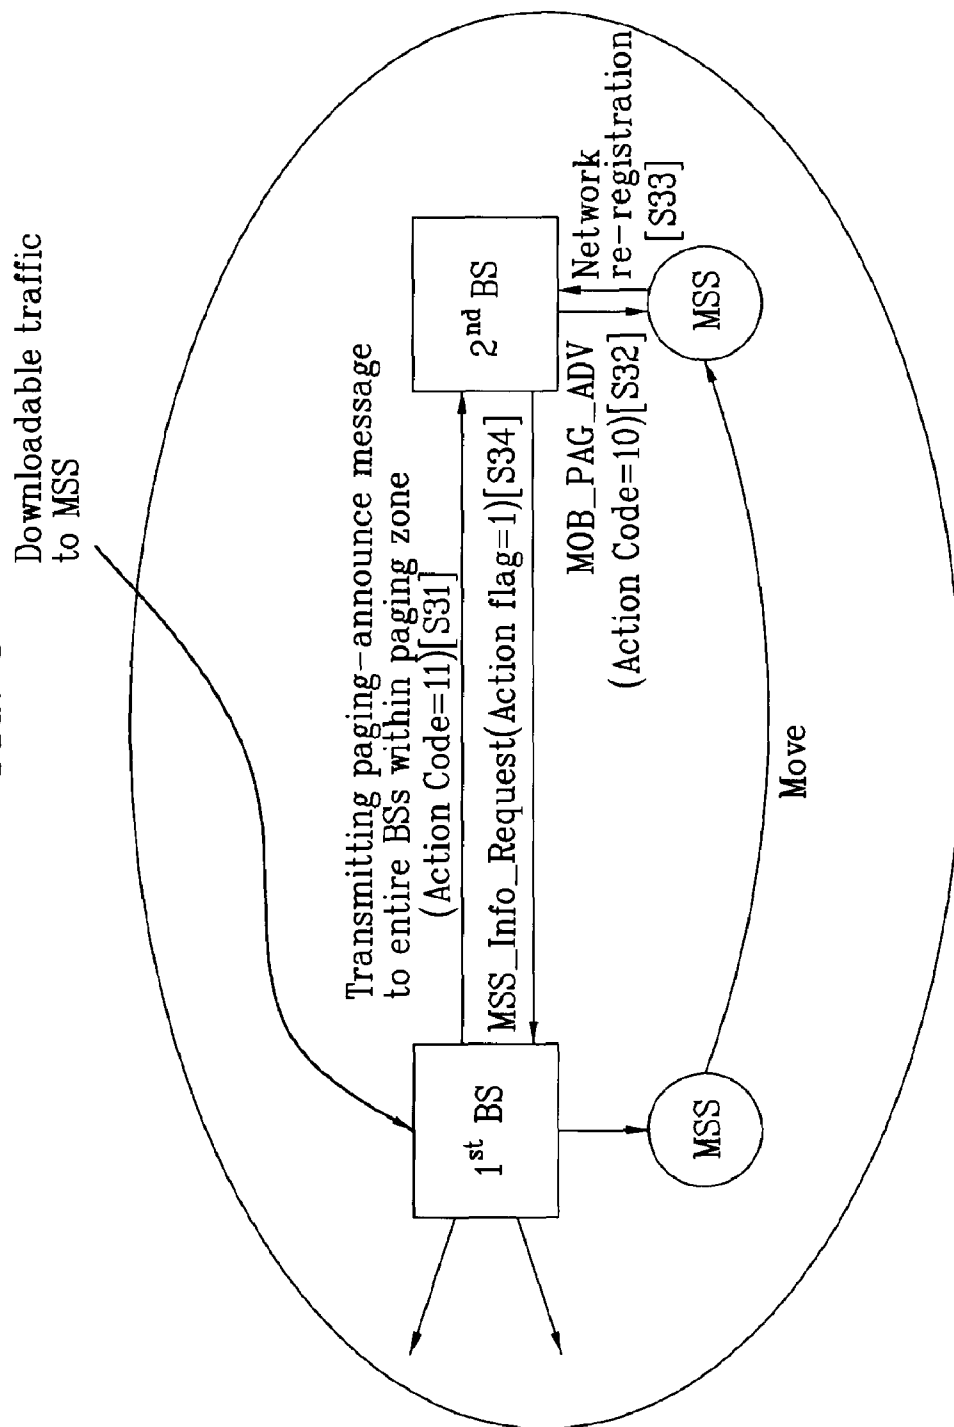 Downloadable traffic
to MSS
Transmitting paging-announce message
to entire BSs within paging zone
(Action Code=11)[S31]
1st BS
2nd BS
MSS_Info_Request(Action flag=1)[S34]
MOB_PAG_ADV
(Action Code=10)[S32]
Network
re-registration
[S33]
MSS
MSS
Move